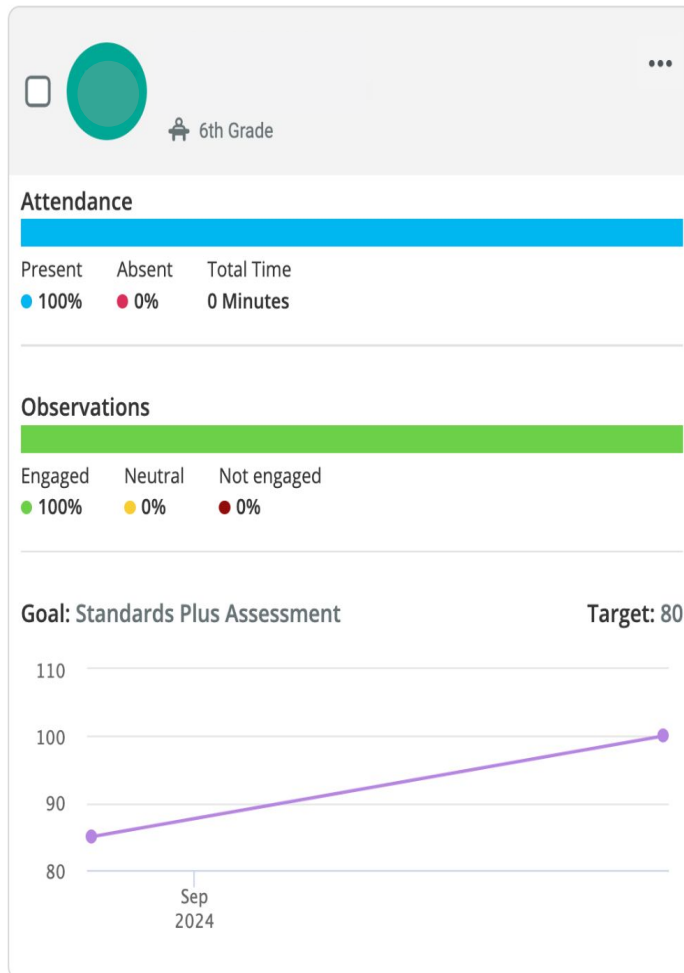 6th Grade
Attendance
Present Absent Total Time
100% 0% 0 Minutes
Observations
Engaged Neutral Not engaged
100% 0% 0%
Goal: Standards Plus Assessment Target: 80
110
100
90
80
Sep
2024